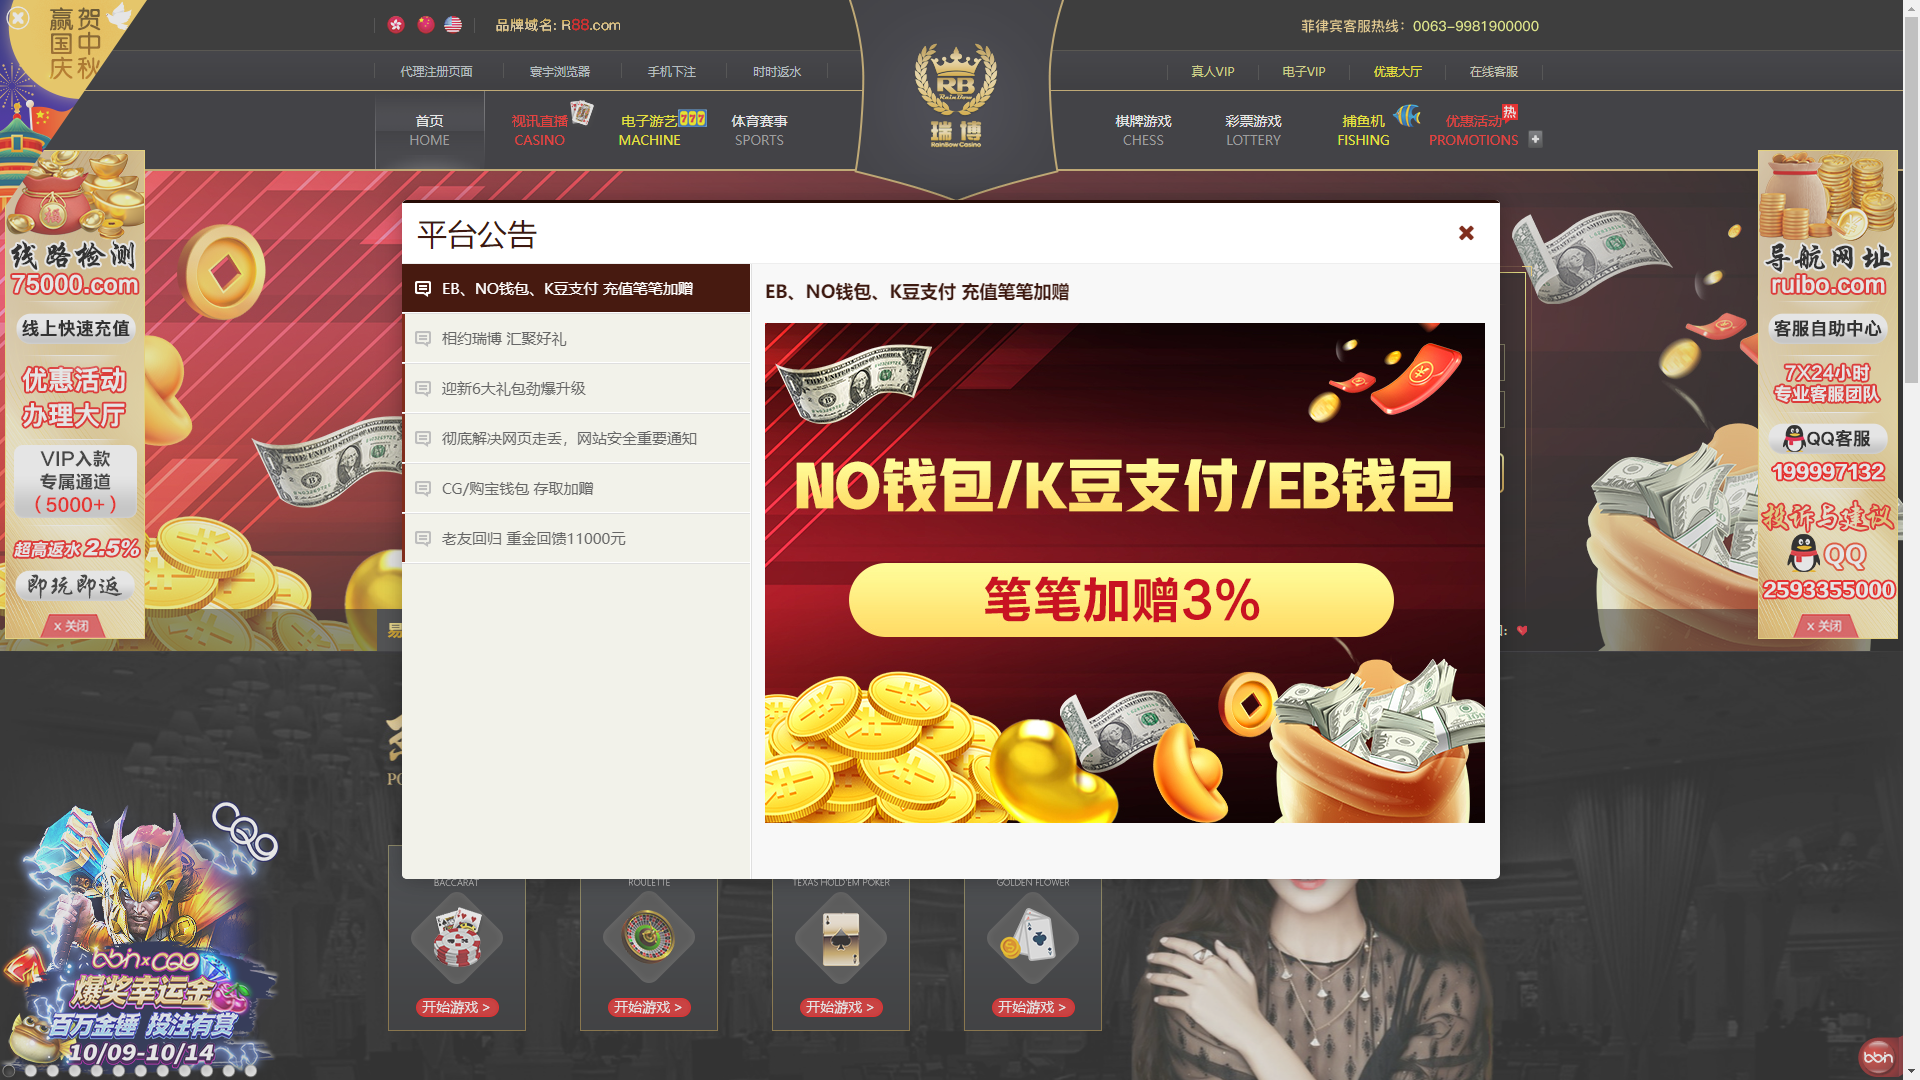 贺中秋
赢国庆
品牌域名: R88.com
菲律宾客服热线：0063-9981900000
代理注册页面
寰宇浏览器
手机下注
时时返水
真人VIP
电子VIP
优惠大厅
在线客服
RB
RainBow
瑞博
RainBow Casino
首页
HOME
视讯直播
CASINO
电子游艺
777
MACHINE
体育赛事
SPORTS
棋牌游戏
CHESS
彩票游戏
LOTTERY
捕鱼机
FISHING
优惠活动
热
PROMOTIONS
线路检测
75000.com
线上快速充值
优惠活动
办理大厅
VIP入款
专属通道
（5000+）
超高返水2.5%
即玩即返
x 关闭
导航网址
ruibo.com
客服自助中心
7X24小时
专业客服团队
QQ客服
199997132
投诉与建议
QQ
2593355000
x 关闭
平台公告
EB、NO钱包、K豆支付 充值笔笔加赠
相约瑞博 汇聚好礼
迎新6大礼包劲爆升级
彻底解决网页走丢，网站安全重要通知
CG/购宝钱包 存取加赠
老友回归 重金回馈11000元
EB、NO钱包、K豆支付 充值笔笔加赠
NO钱包/K豆支付/EB钱包
笔笔加赠3%
BACCARAT
ROULETTE
TEXAS HOLD'EM POKER
GOLDEN FLOWER
开始游戏 >
开始游戏 >
开始游戏 >
开始游戏 >
CQ9
bbin x CQ9
爆奖幸运金
百万金锤 投注有赏
10/09-10/14
bbin